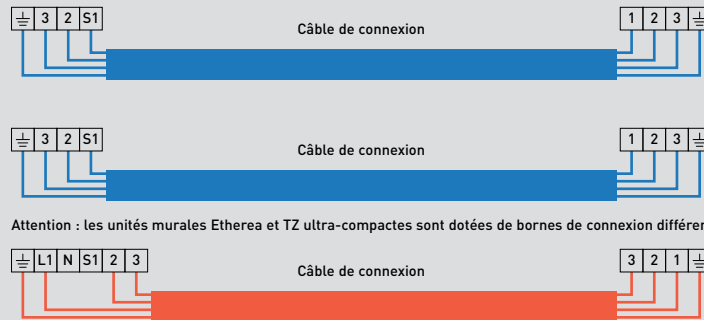 3 2 S1 Câble de connexion 1 2 3
3 2 S1 Câble de connexion 1 2 3
Attention : les unités murales Etherea et TZ ultra-compactes sont dotées de bornes de connexion différen
L1 N S1 2 3 Câble de connexion 3 2 1